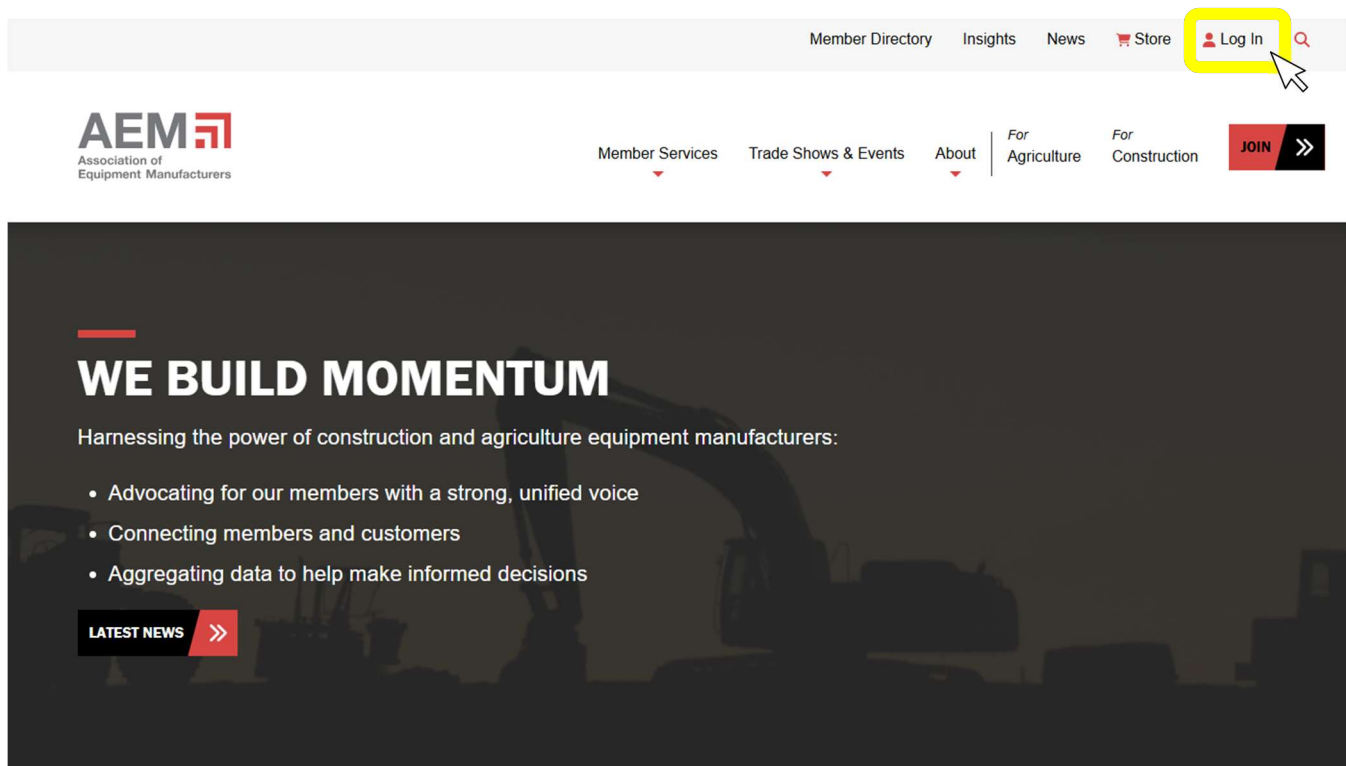 Member Directory Insights News Store Log In
AEM
Association of
Equipment Manufacturers
Member Services Trade Shows & Events About For Agriculture For Construction JOIN
WE BUILD MOMENTUM
Harnessing the power of construction and agriculture equipment manufacturers:
• Advocating for our members with a strong, unified voice
• Connecting members and customers
• Aggregating data to help make informed decisions
LATEST NEWS